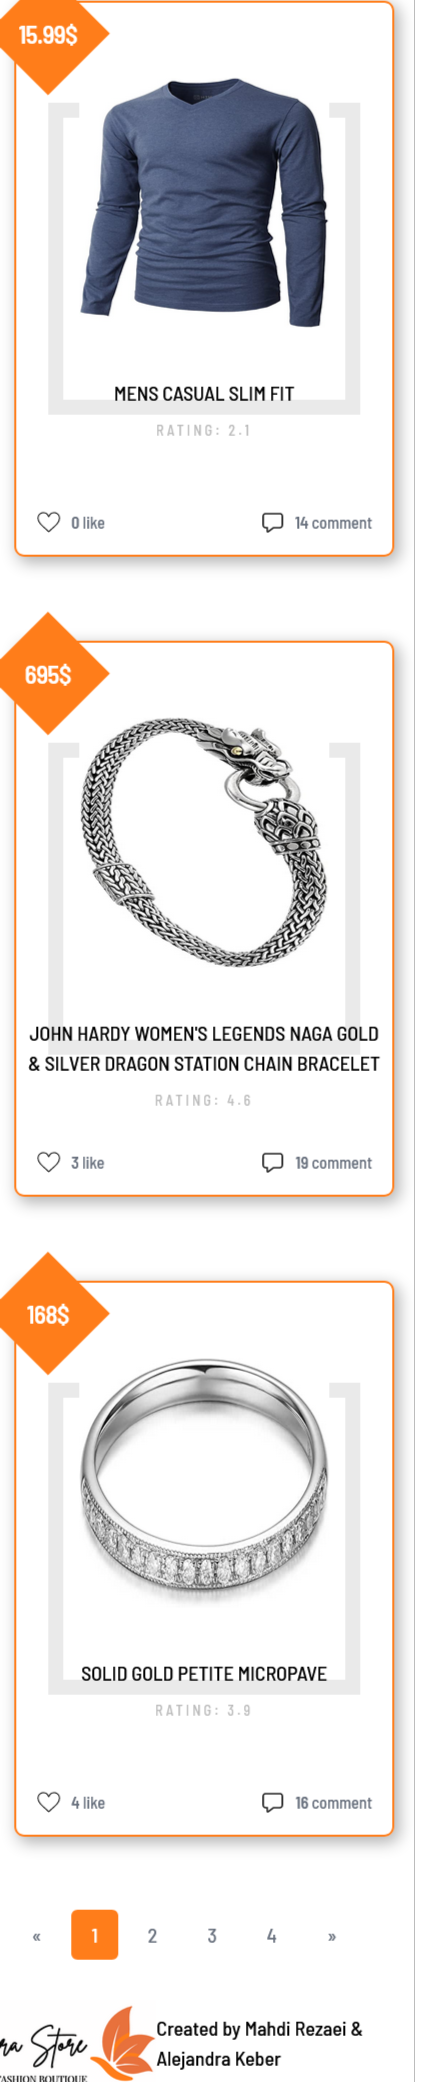 15.99$
MENS CASUAL SLIM FIT
RATING: 2.1
0 like
14 comment
695$
JOHN HARDY WOMEN'S LEGENDS NAGA GOLD
& SILVER DRAGON STATION CHAIN BRACELET
RATING: 4.6
3 like
19 comment
168$
SOLID GOLD PETITE MICROPAVE
RATING: 3.9
4 like
16 comment
« 1 2 3 4 »
Store
BOUTIQUE
Created by Mahdi Rezaei &
Alejandra Keber